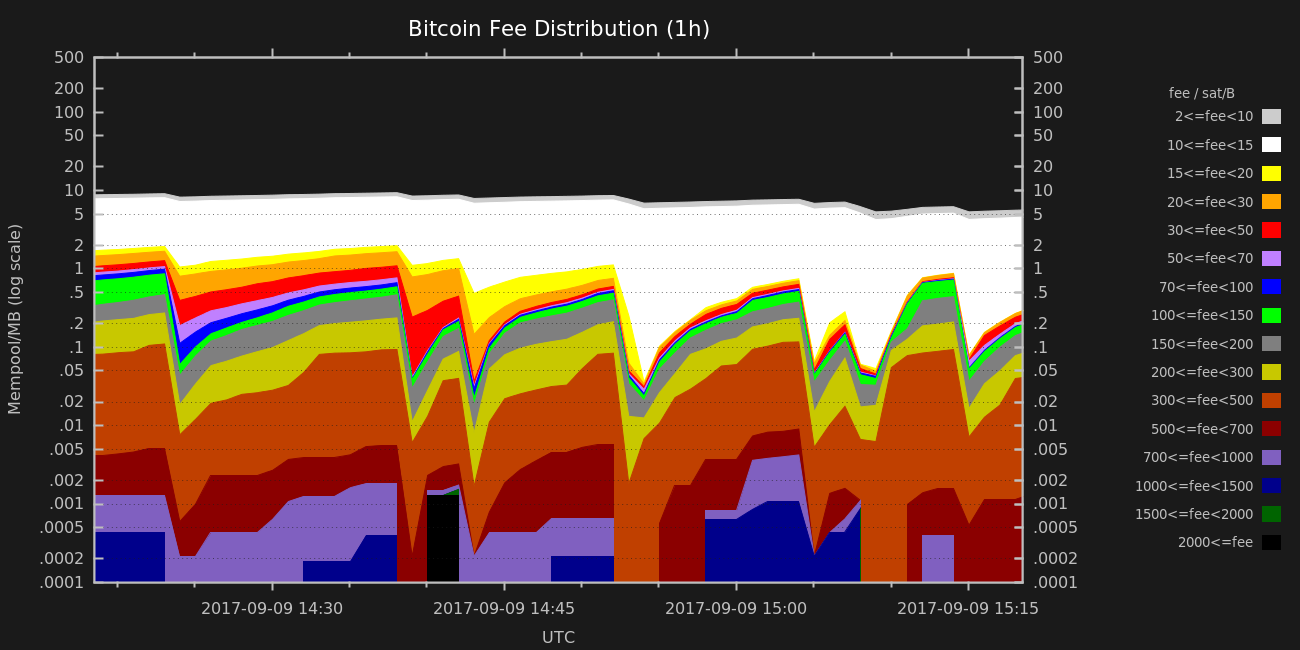 Bitcoin Fee Distribution (1h)
500 500
200 200
100 100
50 50
20 20
10 10
5 5
2 2
1 1
.5 .5
.2 .2
.1 .1
.05 .05
.02 .02
.01 .01
.005 .005
.002 .002
.001 .001
.0005 .0005
.0002 .0002
.0001 .0001
Mempool/MB (log scale)
2017-09-09 14:30 2017-09-09 14:45 2017-09-09 15:00 2017-09-09 15:15
UTC
fee / sat/B
2<=fee<10
10<=fee<15
15<=fee<20
20<=fee<30
30<=fee<50
50<=fee<70
70<=fee<100
100<=fee<150
150<=fee<200
200<=fee<300
300<=fee<500
500<=fee<700
700<=fee<1000
1000<=fee<1500
1500<=fee<2000
2000<=fee